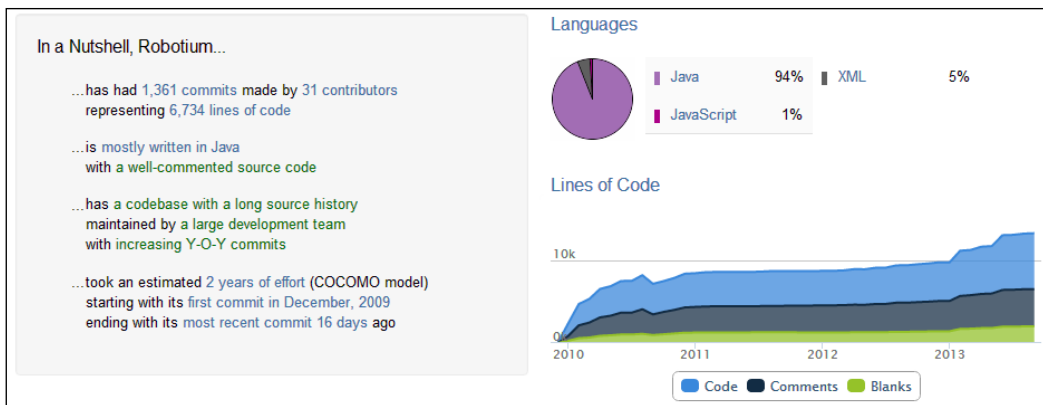 In a Nutshell, Robotium...
...has had 1,361 commits made by 31 contributors
representing 6,734 lines of code
...is mostly written in Java
with a well-commented source code
...has a codebase with a long source history
maintained by a large development team
with increasing Y-O-Y commits
...took an estimated 2 years of effort (COCOMO model)
starting with its first commit in December, 2009
ending with its most recent commit 16 days ago
Languages
Java 94% XML 5%
JavaScript 1%
Lines of Code
10k
0
2010 2011 2012 2013
Code Comments Blanks